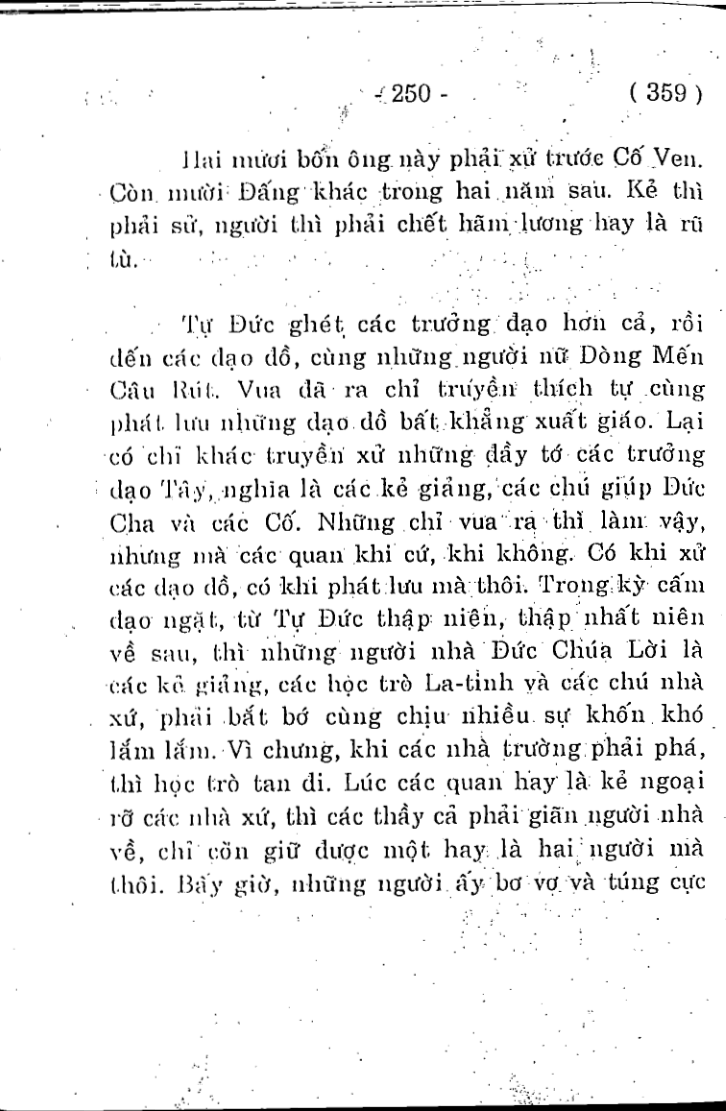 - 250 - ( 359 )
Hai mươi bốn ông này phải xử trước Cố Ven.
Còn mười Đấng khác trong hai năm sau. Kẻ thì
phải sử, người thì phải chết hãm lương hay là rũ
tù.
Tự Đức ghét các trưởng đạo hơn cả, rồi
đến các đạo đồ, cùng những người nữ Dòng Mến
Câu Rút. Vua đã ra chỉ truyền thích tự cùng
phát lưu những đạo đồ bất khẳng xuất giáo. Lại
có chỉ khác truyền xử những đầy tớ các trưởng
đạo Tây, nghĩa là các kẻ giảng, các chú giúp Đức
Cha và các Cố. Những chỉ vua ra thì làm vậy,
nhưng mà các quan khi cứ, khi không. Có khi xử
các đạo đồ, có khi phát lưu mà thôi. Trong kỳ cấm
đạo ngặt, từ Tự Đức thập niên, thập nhất niên
về sau, thì những người nhà Đức Chúa Lời là
các kẻ giảng, các học trò La-tinh và các chú nhà
xứ, phải bắt bớ cùng chịu nhiều sự khốn khó
lắm lắm. Vì chưng, khi các nhà trường phải phá,
thì học trò tan đi. Lúc các quan hay là kẻ ngoại
rỡ các nhà xứ, thì các thầy cả phải giãn người nhà
về, chỉ còn giữ được một hay là hai người mà
thôi. Bấy giờ, những người ấy bơ vơ và túng cực